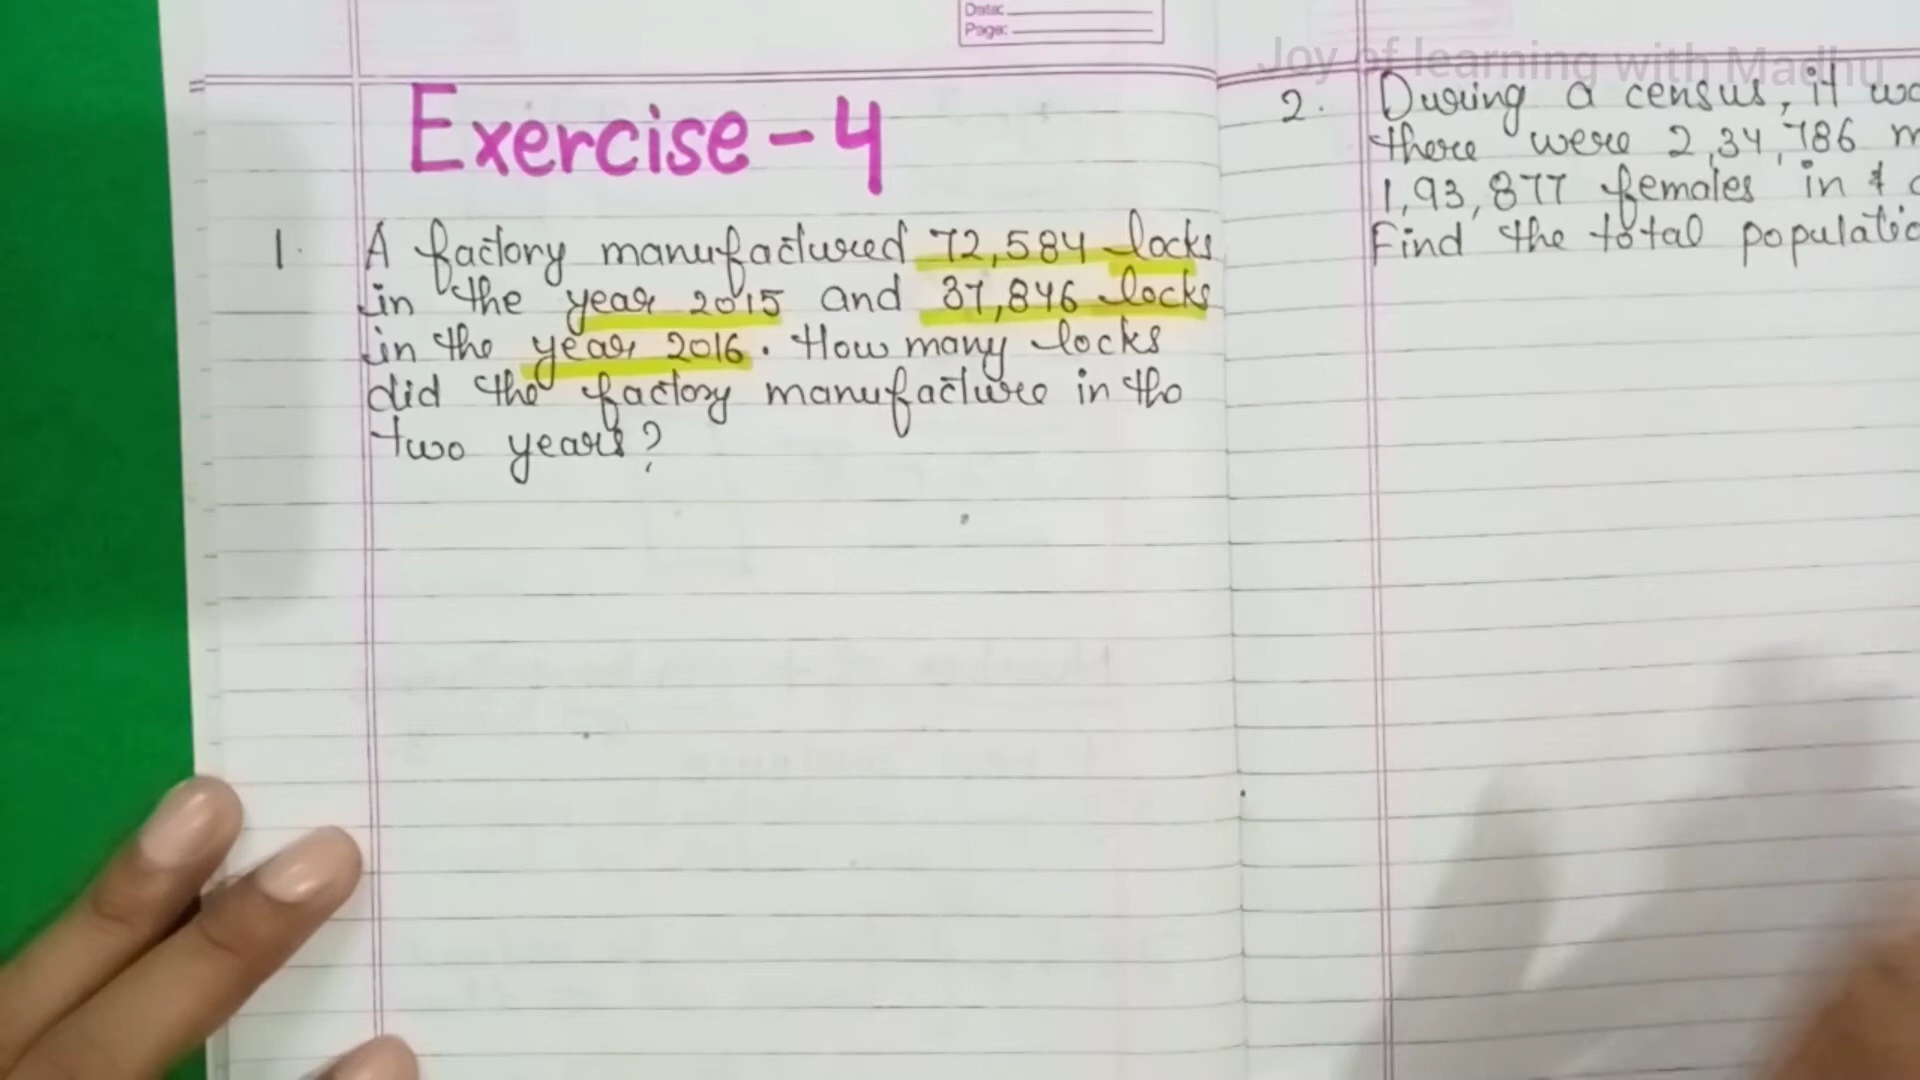 Date:
Page:
Joy of learning with Madhu
Exercise-4
1. A factory manufactured 72,584 locks
in the year 2015 and 37,846 locks
in the year 2016. How many locks
did the factory manufacture in the
two years?
2. During a census, it
there were 2,34,786
1,93,877 females in
Find the total